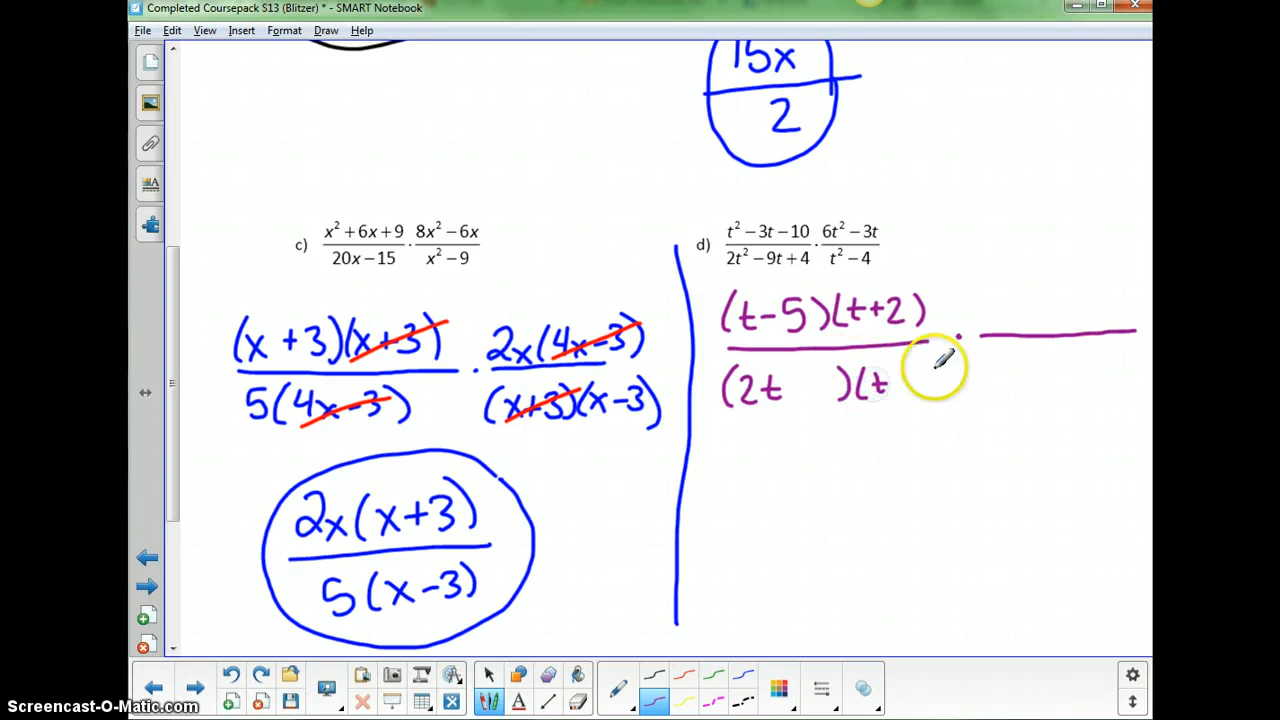 Completed Coursepack S13 (Blitzer) * - SMART Notebook
File Edit View Insert Format Draw Help
15x
2
c) x² + 6x + 9 / 20x − 15 · 8x² − 6x / x² − 9
(x + 3)(x+3) · 2x(4x−3)
5(4x−3) (x+3)(x−3)
2x(x+3)
5(x−3)
d) t² − 3t − 10 / 2t² − 9t + 4 · 6t² − 3t / t² − 4
(t−5)(t+2) ·
(2t )(t
Screencast-O-Matic.com